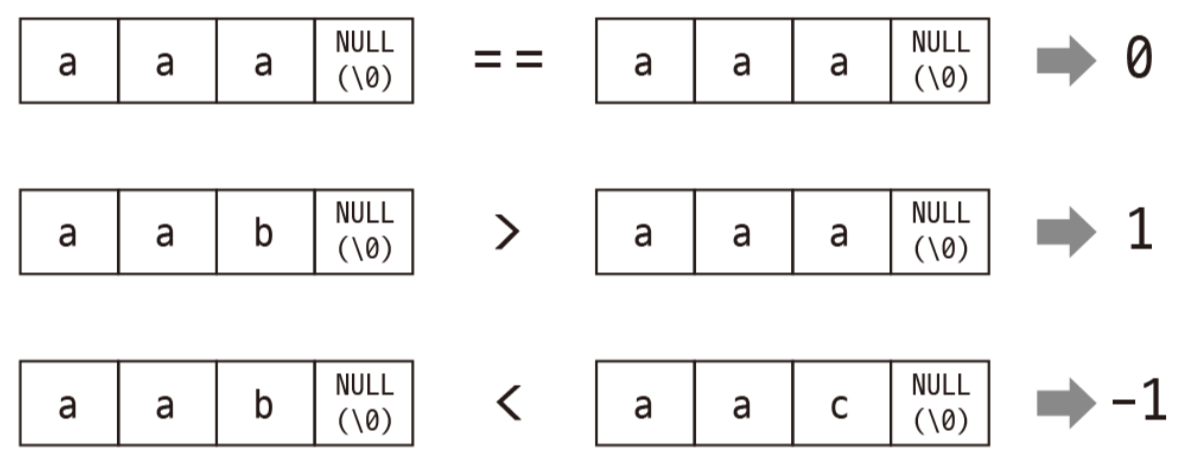 a a a NULL (\0) == a a a NULL (\0) 0
a a b NULL (\0) > a a a NULL (\0) 1
a a b NULL (\0) < a a c NULL (\0) -1